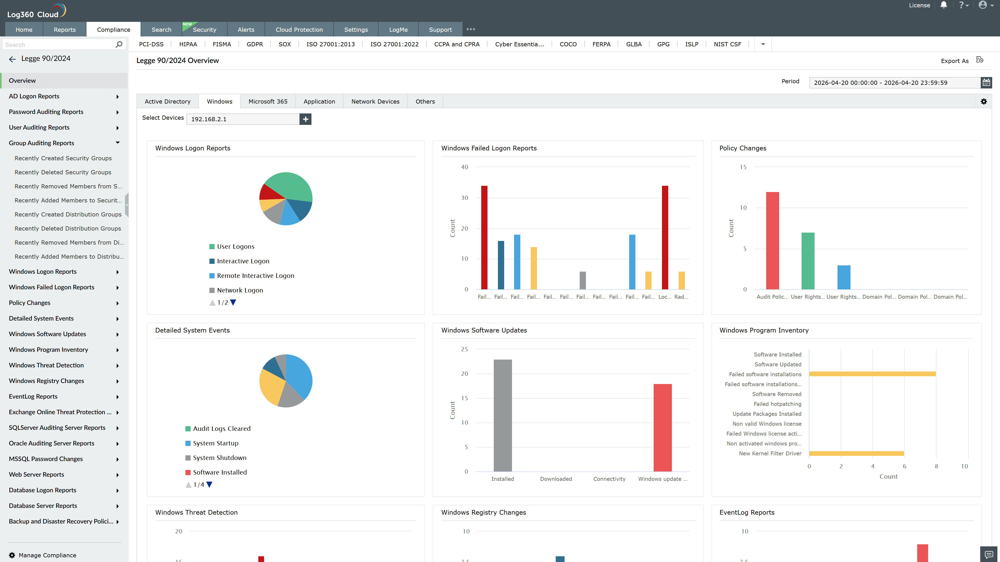 License
?
Log360 Cloud
Home
Reports
Compliance
Search
NEW
Security
Alerts
Cloud Protection
Settings
LogMe
Support
Search
PCI-DSS
HIPAA
FISMA
GDPR
SOX
ISO 27001:2013
ISO 27001:2022
CCPA and CPRA
Cyber Essentia...
COCO
FERPA
GLBA
GPG
ISLP
NIST CSF
Legge 90/2024
Overview
AD Logon Reports
Password Auditing Reports
User Auditing Reports
Group Auditing Reports
Recently Created Security Groups
Recently Deleted Security Groups
Recently Removed Members from S...
Recently Added Members to Securit...
Recently Created Distribution Groups
Recently Deleted Distribution Groups
Recently Removed Members from Di...
Recently Added Members to Distribu...
Windows Logon Reports
Windows Failed Logon Reports
Policy Changes
Detailed System Events
Windows Software Updates
Windows Program Inventory
Windows Threat Detection
Windows Registry Changes
EventLog Reports
Exchange Online Threat Protection ...
SQLServer Auditing Server Reports
Oracle Auditing Server Reports
MSSQL Password Changes
Web Server Reports
Database Logon Reports
Database Server Reports
Backup and Disaster Recovery Polici...
Manage Compliance
Legge 90/2024 Overview
Export As
Period
2026-04-20 00:00:00 - 2026-04-20 23:59:59
Active Directory
Windows
Microsoft 365
Application
Network Devices
Others
Select Devices
192.168.2.1
Windows Logon Reports
User Logons
Interactive Logon
Remote Interactive Logon
Network Logon
1/2
Windows Failed Logon Reports
40
30
20
10
0
Count
Fail...
Fail...
Fail...
Fail...
Fail...
Fail...
Fail...
Fail...
Fail...
Fail...
Fail...
Loc...
Rad...
Policy Changes
15
10
5
0
Count
Audit Polic...
User Rights...
User Rights...
Domain Pol...
Domain Pol...
Domain Pol...
Detailed System Events
Audit Logs Cleared
System Startup
System Shutdown
Software Installed
1/4
Windows Software Updates
25
20
15
10
5
0
Count
Installed
Downloaded
Connectivity
Windows update ...
Windows Program Inventory
Software Installed
Software Updated
Failed software installations
Failed software installations...
Software Removed
Failed hotpatching
Update Packages Installed
Non valid Windows license
Failed Windows license acti...
Non activated windows pro...
New Kernel Filter Driver
0
2
4
6
8
10
Count
Windows Threat Detection
20
15
Windows Registry Changes
10
7.5
EventLog Reports
10
7.5